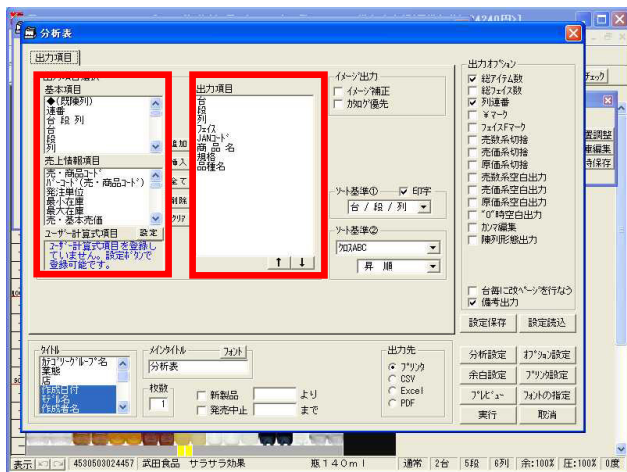 分析表
出力項目
基本項目
◆(既陳列)
連番
台 段 列
台
段
列
売上情報項目
売・商品ｺｰﾄﾞ
ﾊﾞｰｺｰﾄﾞ(売・商品ｺｰﾄﾞ)
発注単位
最小在庫
最大在庫
売・基本売価
ﾕｰｻﾞｰ計算式項目 設定
ﾕｰｻﾞｰ計算式項目を登録し
ていません。設定ﾎﾞﾀﾝで
登録可能です。
出力項目
台
段
列
ﾌｪｲｽ
JANｺｰﾄﾞ
商 品 名
規格
品種名
↑ ↓
ｲﾒｰｼﾞ出力
ｲﾒｰｼﾞ補正
ｶﾀﾛｸﾞ優先
ｿｰﾄ基準① 印字
台 / 段 / 列
ｿｰﾄ基準②
ｸﾛｽABC
昇 順
出力ｵﾌﾟｼｮﾝ
総ｱｲﾃﾑ数
総ﾌｪｲｽ数
列連番
￥マーク
ﾌｪｲｽFマーク
売数系切捨
売価系切捨
原価系切捨
売数系空白出力
売価系空白出力
原価系空白出力
"0"時空白出力
ｶﾝﾏ編集
陳列形態出力
台毎に改ﾍﾟｰｼﾞを行なう
備考出力
設定保存 設定読込
分析設定 ｵﾌﾟｼｮﾝ設定
余白設定 ﾌﾟﾘﾝﾀ設定
ﾌﾟﾚﾋﾞｭｰ ﾌｫﾝﾄの指定
実行 取消
ﾀｲﾄﾙ
ｶﾃｺﾞﾘｰｸﾞﾙｰﾌﾟ名
業態
店
作成日付
ﾓﾃﾞﾙ名
作成者名
ﾒｲﾝﾀｲﾄﾙ ﾌｫﾝﾄ
分析表
枚数
1
新製品 より
発売中止 まで
出力先
ﾌﾟﾘﾝﾀ
CSV
Excel
PDF
ﾁｪｯｸ
置調整
編集
保存
表示 4530503024457 武田食品 サラサラ効果 瓶１４０ｍｌ 通常 2台 5段 6列 余:100% 圧:100% 0度